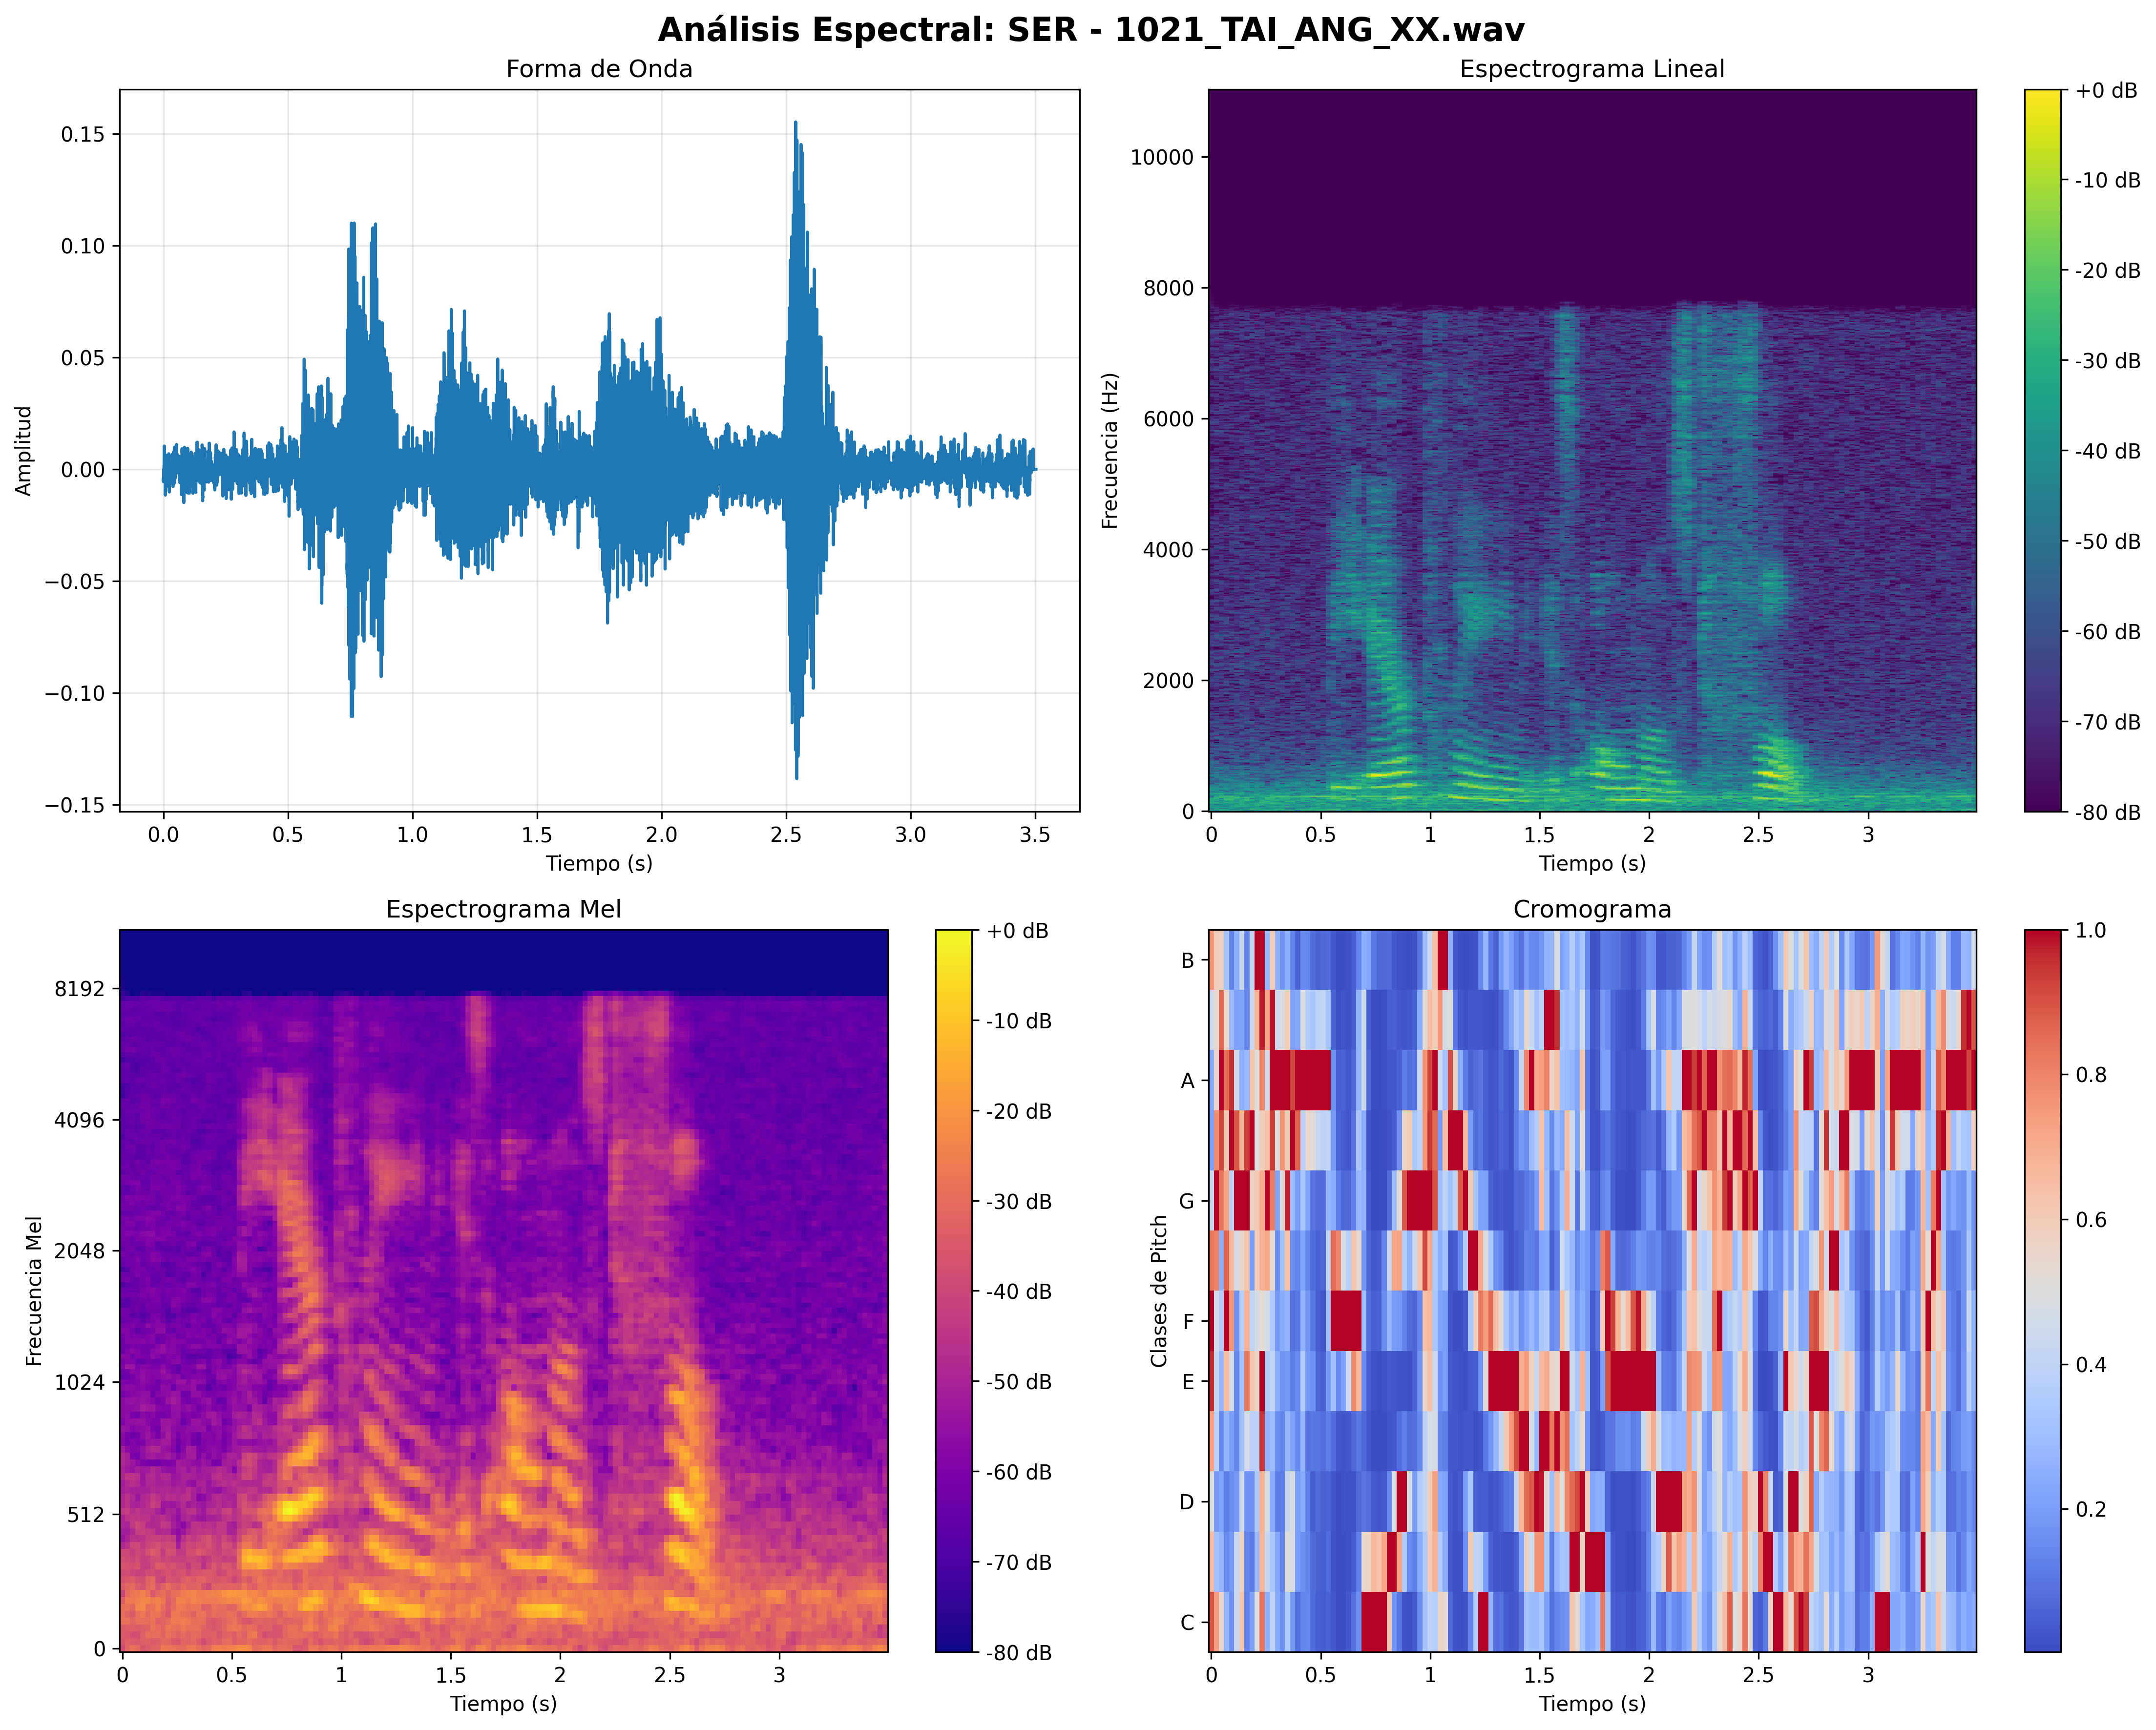 Análisis Espectral: SER - 1021_TAI_ANG_XX.wav
Forma de Onda
Amplitud
0.15
0.10
0.05
0.00
−0.05
−0.10
−0.15
0.0 0.5 1.0 1.5 2.0 2.5 3.0 3.5
Tiempo (s)
Espectrograma Lineal
Frecuencia (Hz)
10000
8000
6000
4000
2000
0
0 0.5 1 1.5 2 2.5 3
Tiempo (s)
+0 dB
-10 dB
-20 dB
-30 dB
-40 dB
-50 dB
-60 dB
-70 dB
-80 dB
Espectrograma Mel
Frecuencia Mel
8192
4096
2048
1024
512
0
0 0.5 1 1.5 2 2.5 3
Tiempo (s)
+0 dB
-10 dB
-20 dB
-30 dB
-40 dB
-50 dB
-60 dB
-70 dB
-80 dB
Cromograma
Clases de Pitch
B
A
G
F
E
D
C
0 0.5 1 1.5 2 2.5 3
Tiempo (s)
1.0
0.8
0.6
0.4
0.2